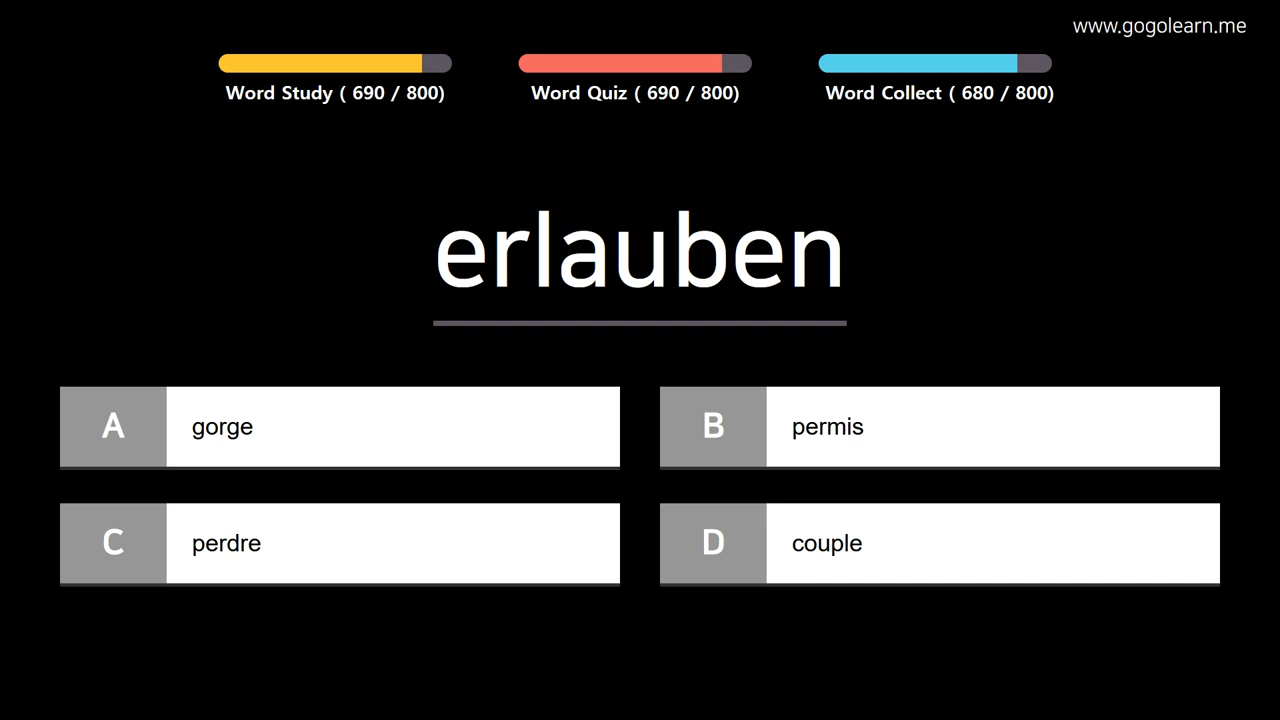 www.gogolearn.me
Word Study ( 690 / 800)
Word Quiz ( 690 / 800)
Word Collect ( 680 / 800)
erlauben
A gorge
B permis
C perdre
D couple